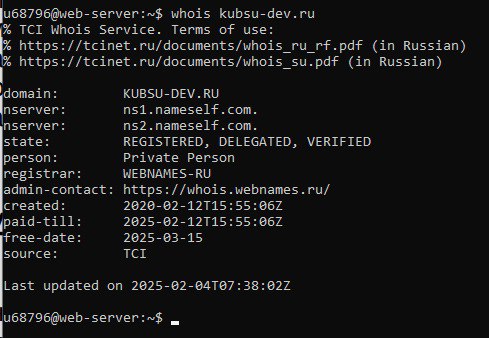 u68796@web-server:~$ whois kubsu-dev.ru
% TCI Whois Service. Terms of use:
% https://tcinet.ru/documents/whois_ru_rf.pdf (in Russian)
% https://tcinet.ru/documents/whois_su.pdf (in Russian)

domain:        KUBSU-DEV.RU
nserver:       ns1.nameself.com.
nserver:       ns2.nameself.com.
state:         REGISTERED, DELEGATED, VERIFIED
person:        Private Person
registrar:     WEBNAMES-RU
admin-contact: https://whois.webnames.ru/
created:       2020-02-12T15:55:06Z
paid-till:     2025-02-12T15:55:06Z
free-date:     2025-03-15
source:        TCI

Last updated on 2025-02-04T07:38:02Z

u68796@web-server:~$